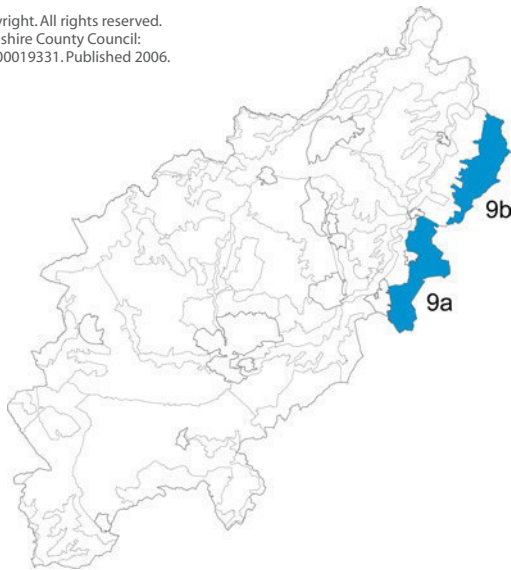 yright. All rights reserved.
shire County Council:
00019331. Published 2006.
9b
9a